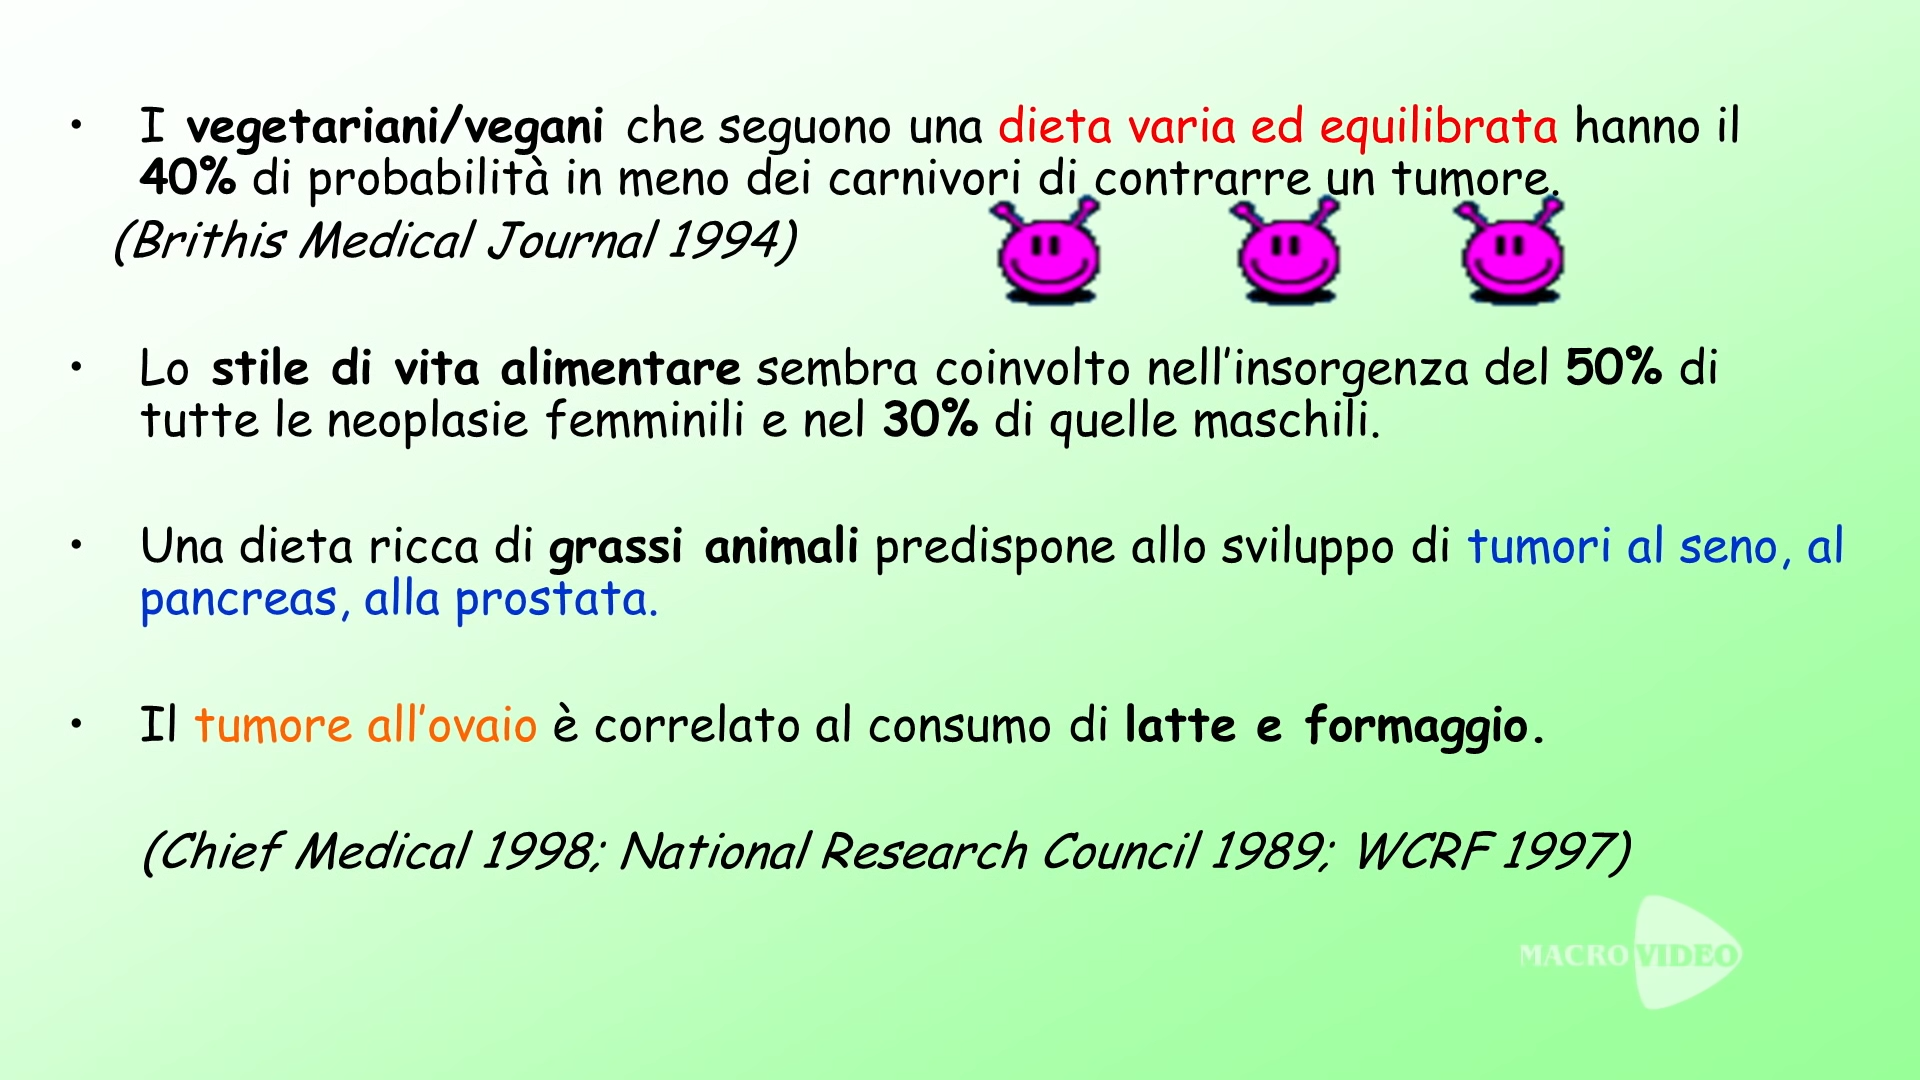 • I vegetariani/vegani che seguono una dieta varia ed equilibrata hanno il
40% di probabilità in meno dei carnivori di contrarre un tumore.
(Brithis Medical Journal 1994)
• Lo stile di vita alimentare sembra coinvolto nell’insorgenza del 50% di
tutte le neoplasie femminili e nel 30% di quelle maschili.
• Una dieta ricca di grassi animali predispone allo sviluppo di tumori al seno, al
pancreas, alla prostata.
• Il tumore all’ovaio è correlato al consumo di latte e formaggio.
(Chief Medical 1998; National Research Council 1989; WCRF 1997)
MACRO VIDEO